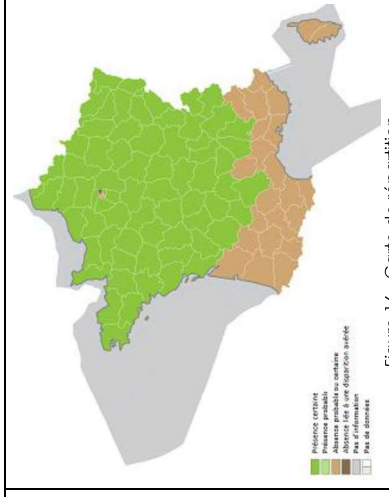 Présence certaine
Présence probable
Absence probable ou certaine
Absence liée à une disparition avérée
Pas d'information
Pas de données